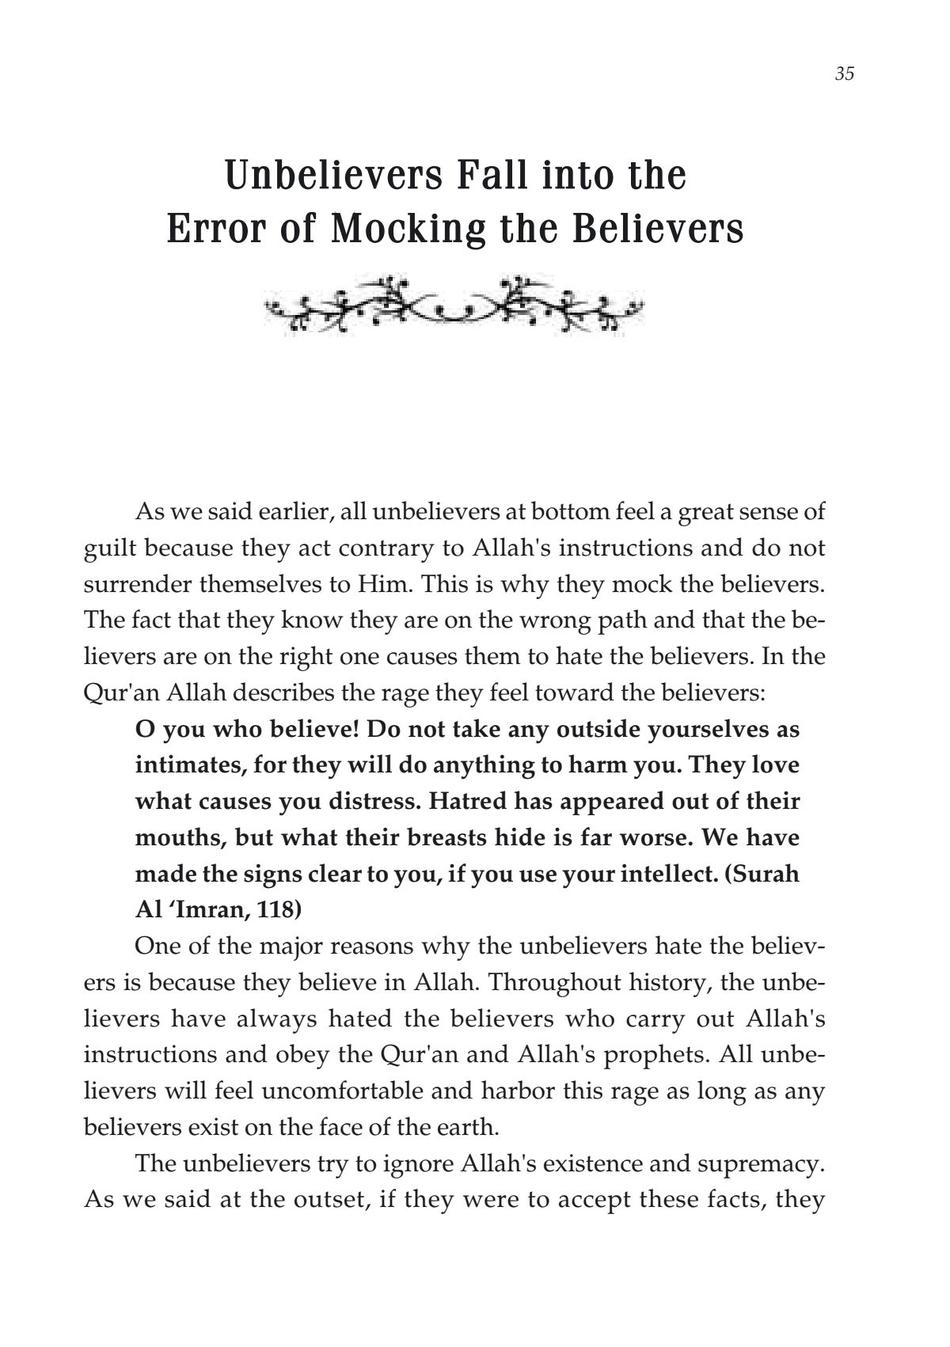 35
Unbelievers Fall into the
Error of Mocking the Believers
As we said earlier, all unbelievers at bottom feel a great sense of
guilt because they act contrary to Allah's instructions and do not
surrender themselves to Him. This is why they mock the believers.
The fact that they know they are on the wrong path and that the be-
lievers are on the right one causes them to hate the believers. In the
Qur'an Allah describes the rage they feel toward the believers:
O you who believe! Do not take any outside yourselves as
intimates, for they will do anything to harm you. They love
what causes you distress. Hatred has appeared out of their
mouths, but what their breasts hide is far worse. We have
made the signs clear to you, if you use your intellect. (Surah
Al ‘Imran, 118)
One of the major reasons why the unbelievers hate the believ-
ers is because they believe in Allah. Throughout history, the unbe-
lievers have always hated the believers who carry out Allah's
instructions and obey the Qur'an and Allah's prophets. All unbe-
lievers will feel uncomfortable and harbor this rage as long as any
believers exist on the face of the earth.
The unbelievers try to ignore Allah's existence and supremacy.
As we said at the outset, if they were to accept these facts, they